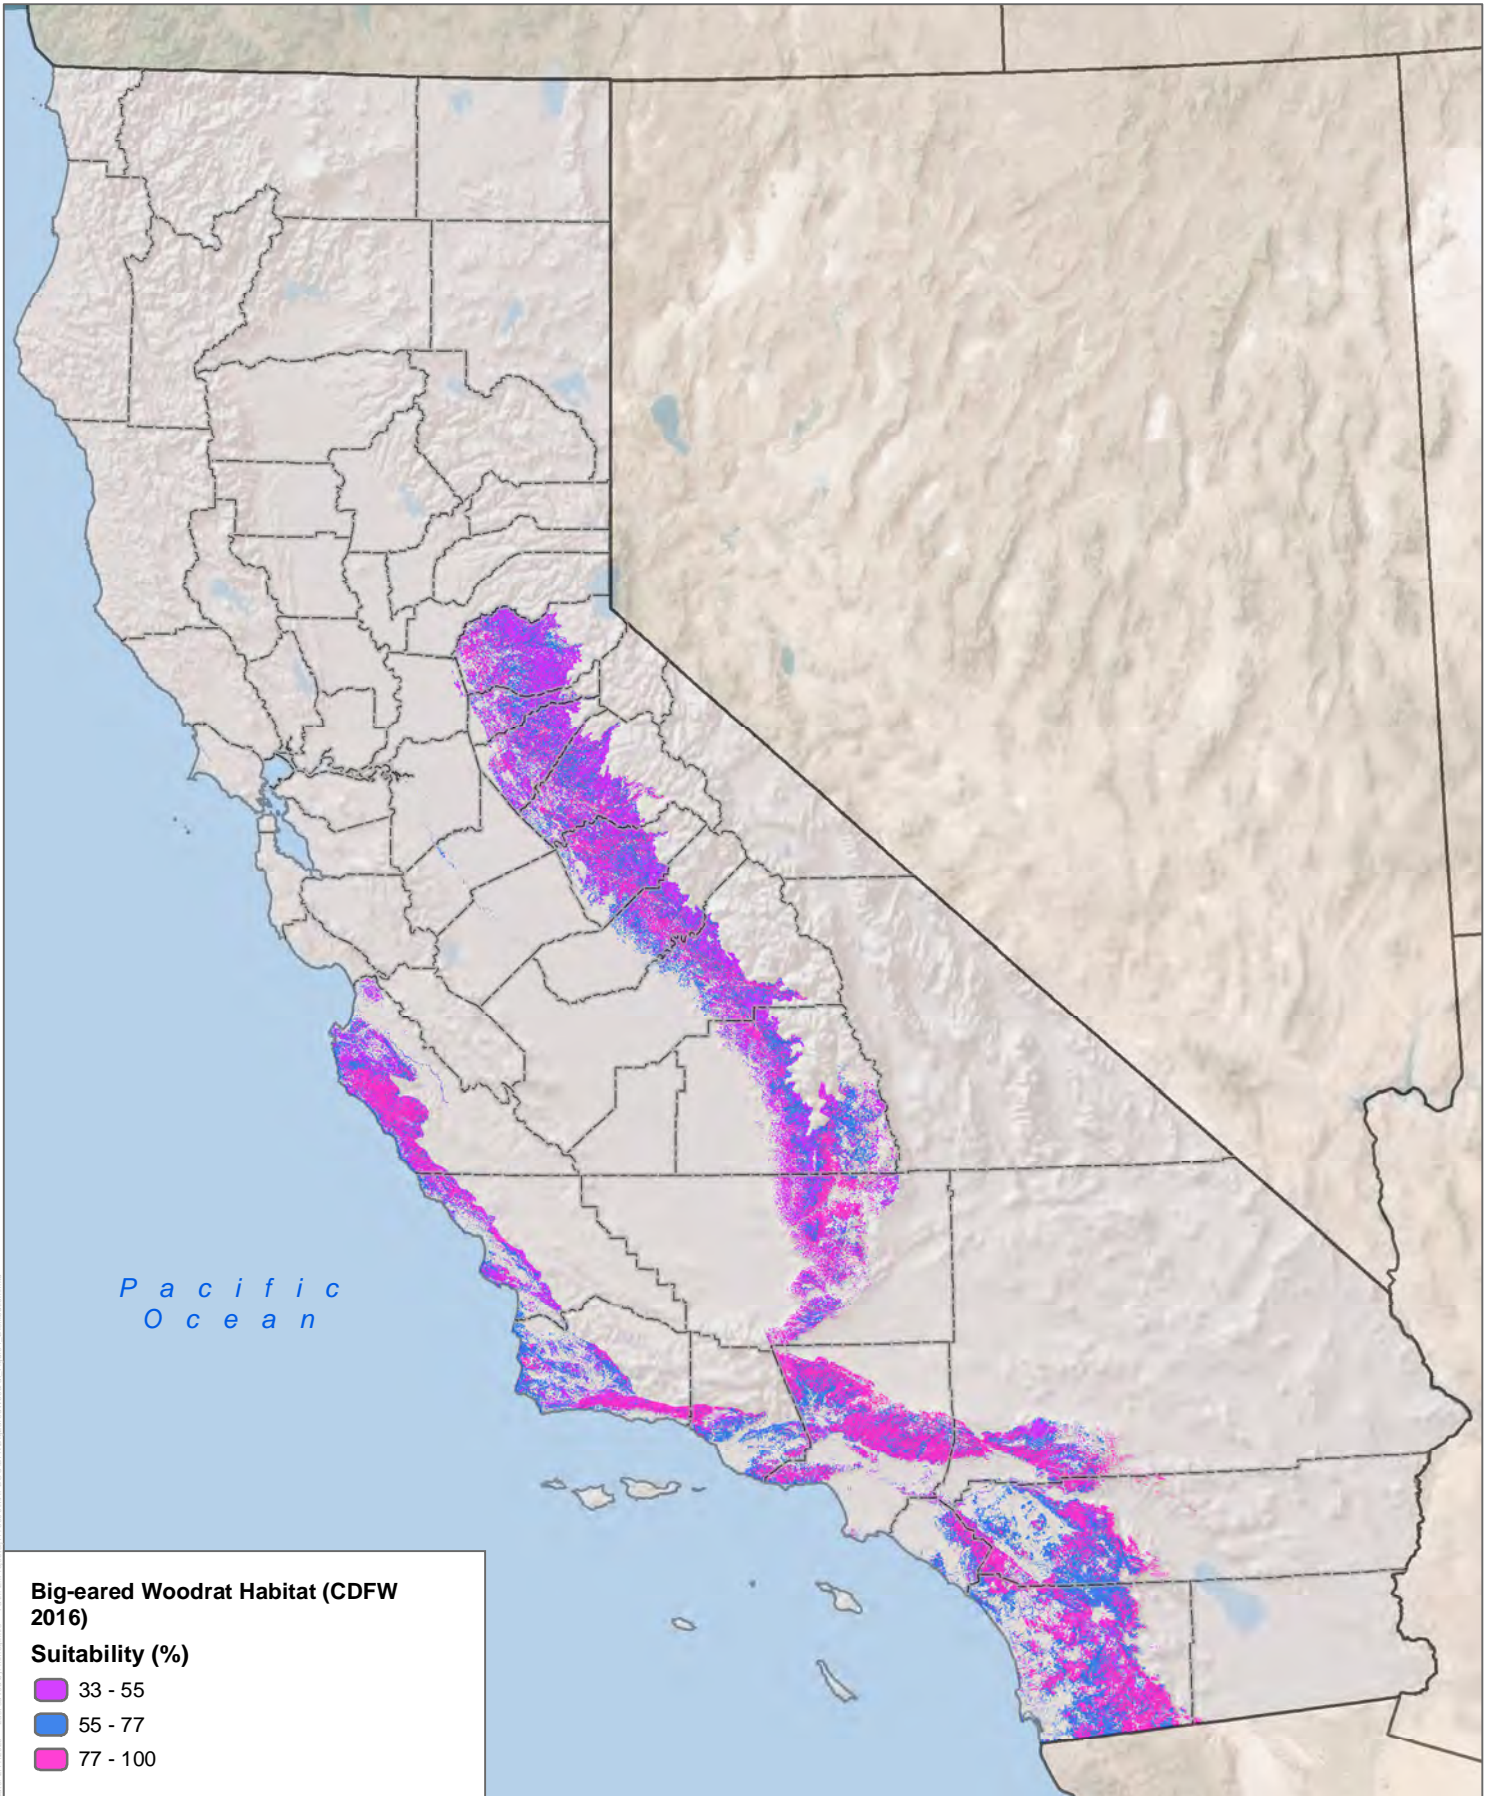 P a c i f i c
O c e a n
Big-eared Woodrat Habitat (CDFW
2016)
Suitability (%)
33 - 55
55 - 77
77 - 100